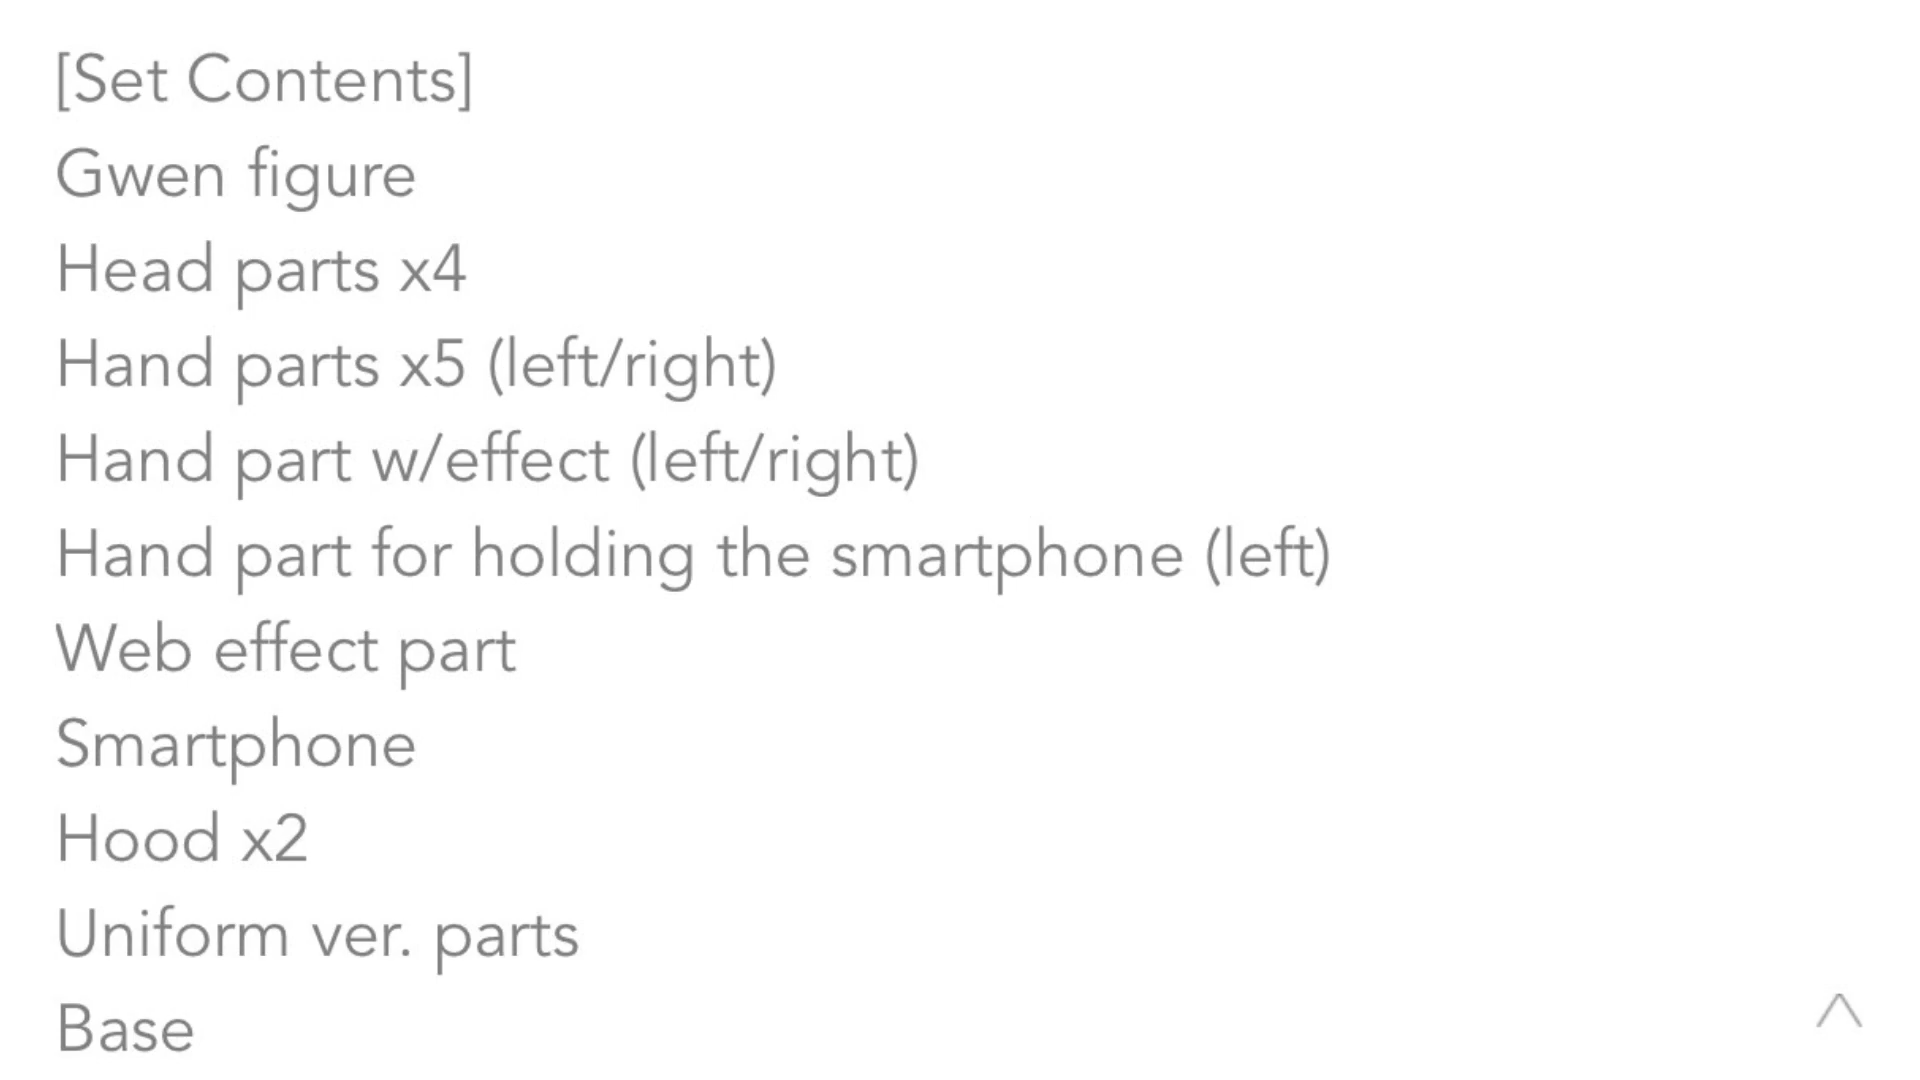 [Set Contents]
Gwen figure
Head parts x4
Hand parts x5 (left/right)
Hand part w/effect (left/right)
Hand part for holding the smartphone (left)
Web effect part
Smartphone
Hood x2
Uniform ver. parts
Base